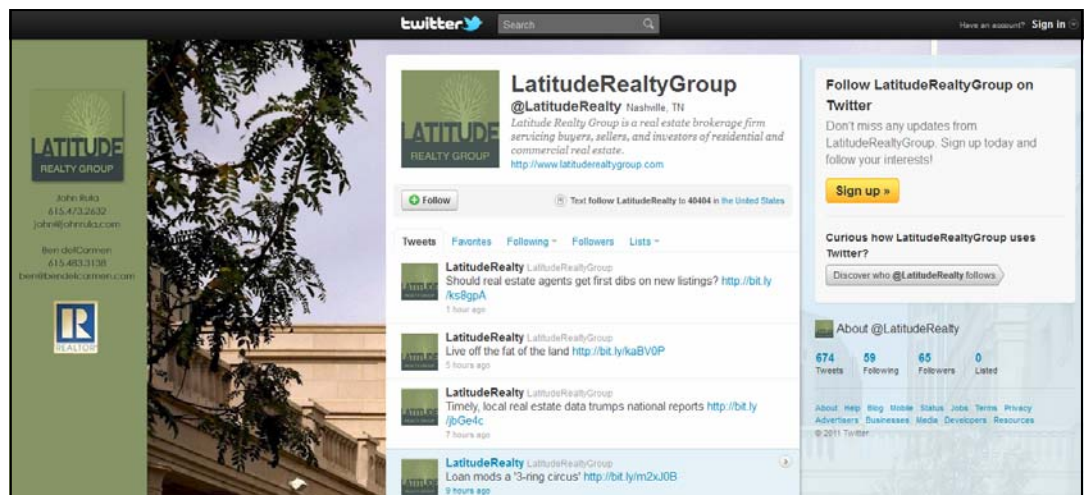 twitter
Search
Have an account? Sign in
LATITUDE
REALTY GROUP
John Rula
615.473.2632
john@johnrula.com
Ben delCarmen
615.483.3138
ben@bendelcarmen.com
R
REALTOR
LATITUDE
REALTY GROUP
LatitudeRealtyGroup
@LatitudeRealty Nashville, TN
Latitude Realty Group is a real estate brokerage firm
servicing buyers, sellers, and investors of residential and
commercial real estate.
http://www.latituderealtygroup.com
Follow
Text follow LatitudeRealty to 40404 in the United States
Tweets Favorites Following Followers Lists
LatitudeRealty LatitudeRealtyGroup
Should real estate agents get first dibs on new listings? http://bit.ly
/ks8gpA
1 hour ago
LatitudeRealty LatitudeRealtyGroup
Live off the fat of the land http://bit.ly/kaBV0P
5 hours ago
LatitudeRealty LatitudeRealtyGroup
Timely, local real estate data trumps national reports http://bit.ly
/jbGe4c
7 hours ago
LatitudeRealty LatitudeRealtyGroup
Loan mods a '3-ring circus' http://bit.ly/m2xJ0B
9 hours ago
Follow LatitudeRealtyGroup on
Twitter
Don't miss any updates from
LatitudeRealtyGroup. Sign up today and
follow your interests!
Sign up »
Curious how LatitudeRealtyGroup uses
Twitter?
Discover who @LatitudeRealty follows
About @LatitudeRealty
674 59 65 0
Tweets Following Followers Listed
About Help Blog Mobile Status Jobs Terms Privacy
Advertisers Businesses Media Developers Resources
© 2011 Twitter